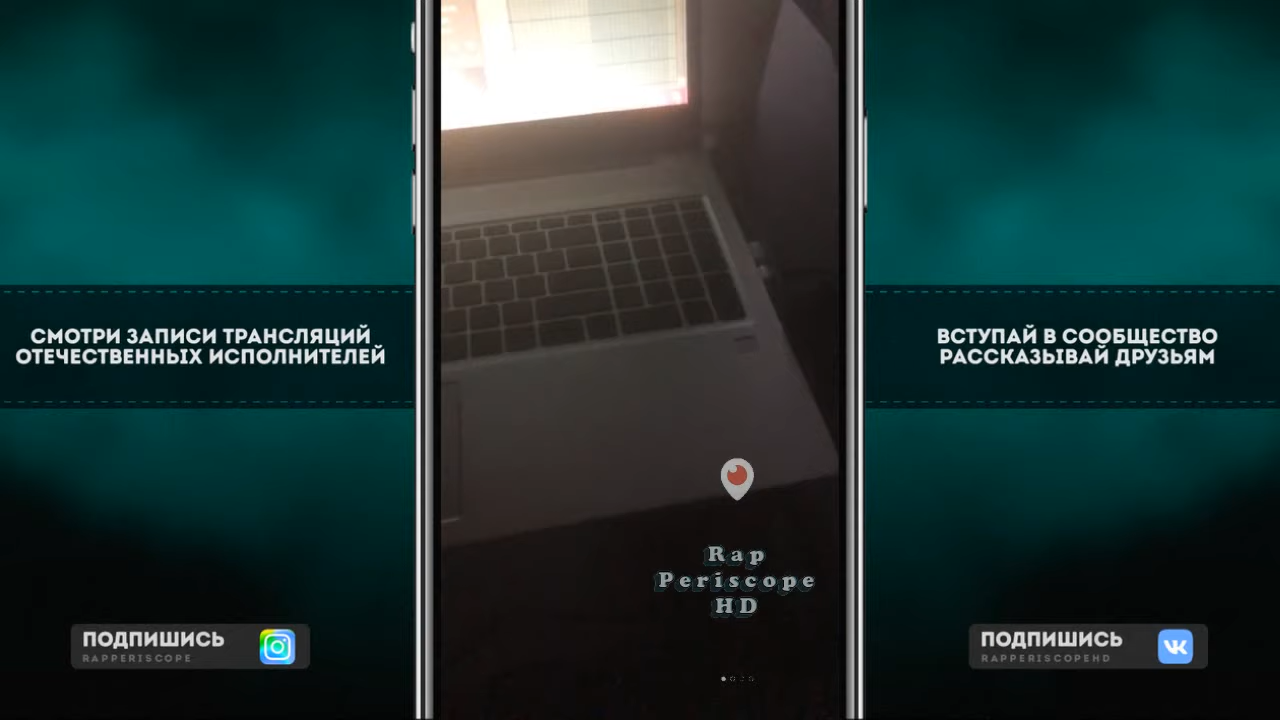 СМОТРИ ЗАПИСИ ТРАНСЛЯЦИЙ
ОТЕЧЕСТВЕННЫХ ИСПОЛНИТЕЛЕЙ
ВСТУПАЙ В СООБЩЕСТВО
РАССКАЗЫВАЙ ДРУЗЬЯМ
Rap
Periscope
HD
ПОДПИШИСЬ
RAPPERISCOPE
ПОДПИШИСЬ
RAPPERISCOPEHD